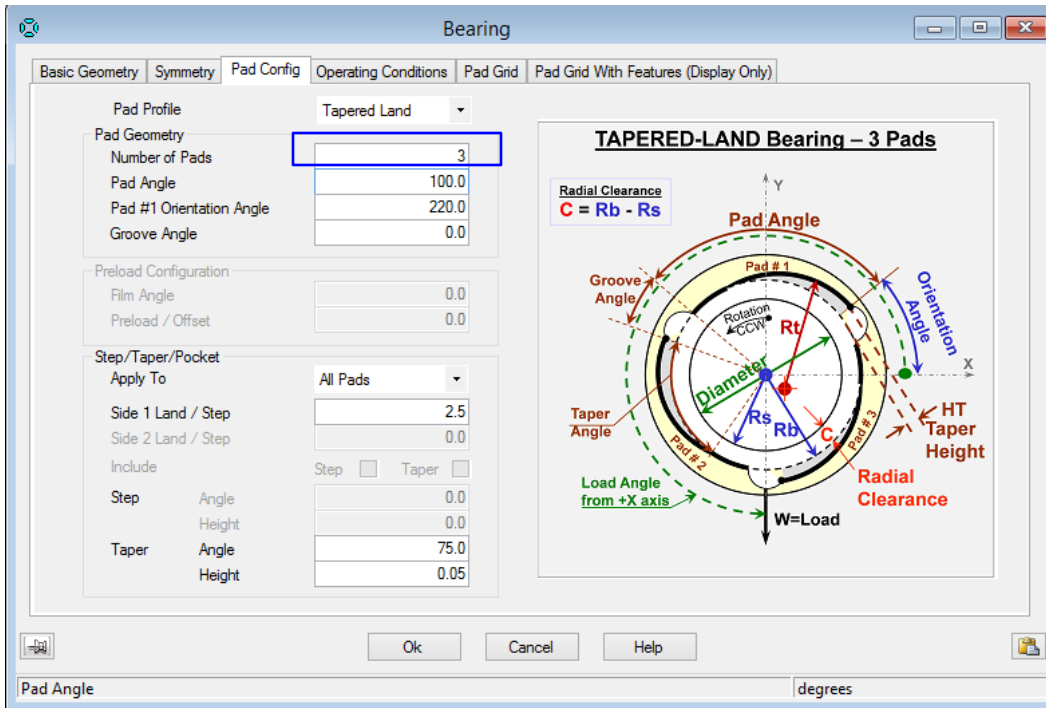 Bearing
Basic Geometry Symmetry Pad Config Operating Conditions Pad Grid Pad Grid With Features (Display Only)
Pad Profile Tapered Land
Pad Geometry
Number of Pads 3
Pad Angle 100.0
Pad #1 Orientation Angle 220.0
Groove Angle 0.0
Preload Configuration
Film Angle 0.0
Preload / Offset 0.0
Step/Taper/Pocket
Apply To All Pads
Side 1 Land / Step 2.5
Side 2 Land / Step 0.0
Include Step Taper
Step Angle 0.0
Height 0.0
Taper Angle 75.0
Height 0.05
TAPERED-LAND Bearing – 3 Pads
Radial Clearance
C = Rb - Rs
Y
Pad Angle
Pad # 1
Groove
Angle
Orientation
Angle
Rotation
CCW
Rt
X
Diameter
Taper
Angle
Rs
Rb
C
HT
Taper
Height
Pad # 2
Pad # 3
Load Angle
from +X axis
Radial
Clearance
W=Load
Ok Cancel Help
Pad Angle degrees